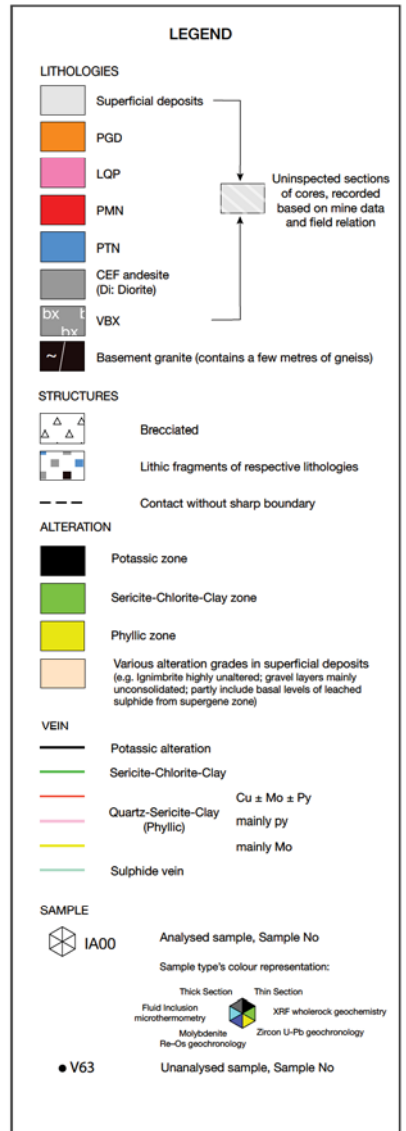 LEGEND
LITHOLOGIES
Superficial deposits
PGD
LQP
PMN
PTN
CEF andesite
(Di: Diorite)
bx b
bx
VBX
Uninspected sections
of cores, recorded
based on mine data
and field relation
~
Basement granite (contains a few metres of gneiss)
STRUCTURES
Brecciated
Lithic fragments of respective lithologies
Contact without sharp boundary
ALTERATION
Potassic zone
Sericite-Chlorite-Clay zone
Phyllic zone
Various alteration grades in superficial deposits
(e.g. Ignimbrite highly unaltered; gravel layers mainly
unconsolidated; partly include basal levels of leached
sulphide from supergene zone)
VEIN
Potassic alteration
Sericite-Chlorite-Clay
Quartz-Sericite-Clay
(Phyllic)
Cu ± Mo ± Py
mainly py
mainly Mo
Sulphide vein
SAMPLE
IA00
Analysed sample, Sample No
Sample type's colour representation:
Thick Section
Thin Section
Fluid Inclusion
microthermometry
XRF wholerock geochemistry
Molybdenite
Re-Os geochronology
Zircon U-Pb geochronology
V63
Unanalysed sample, Sample No